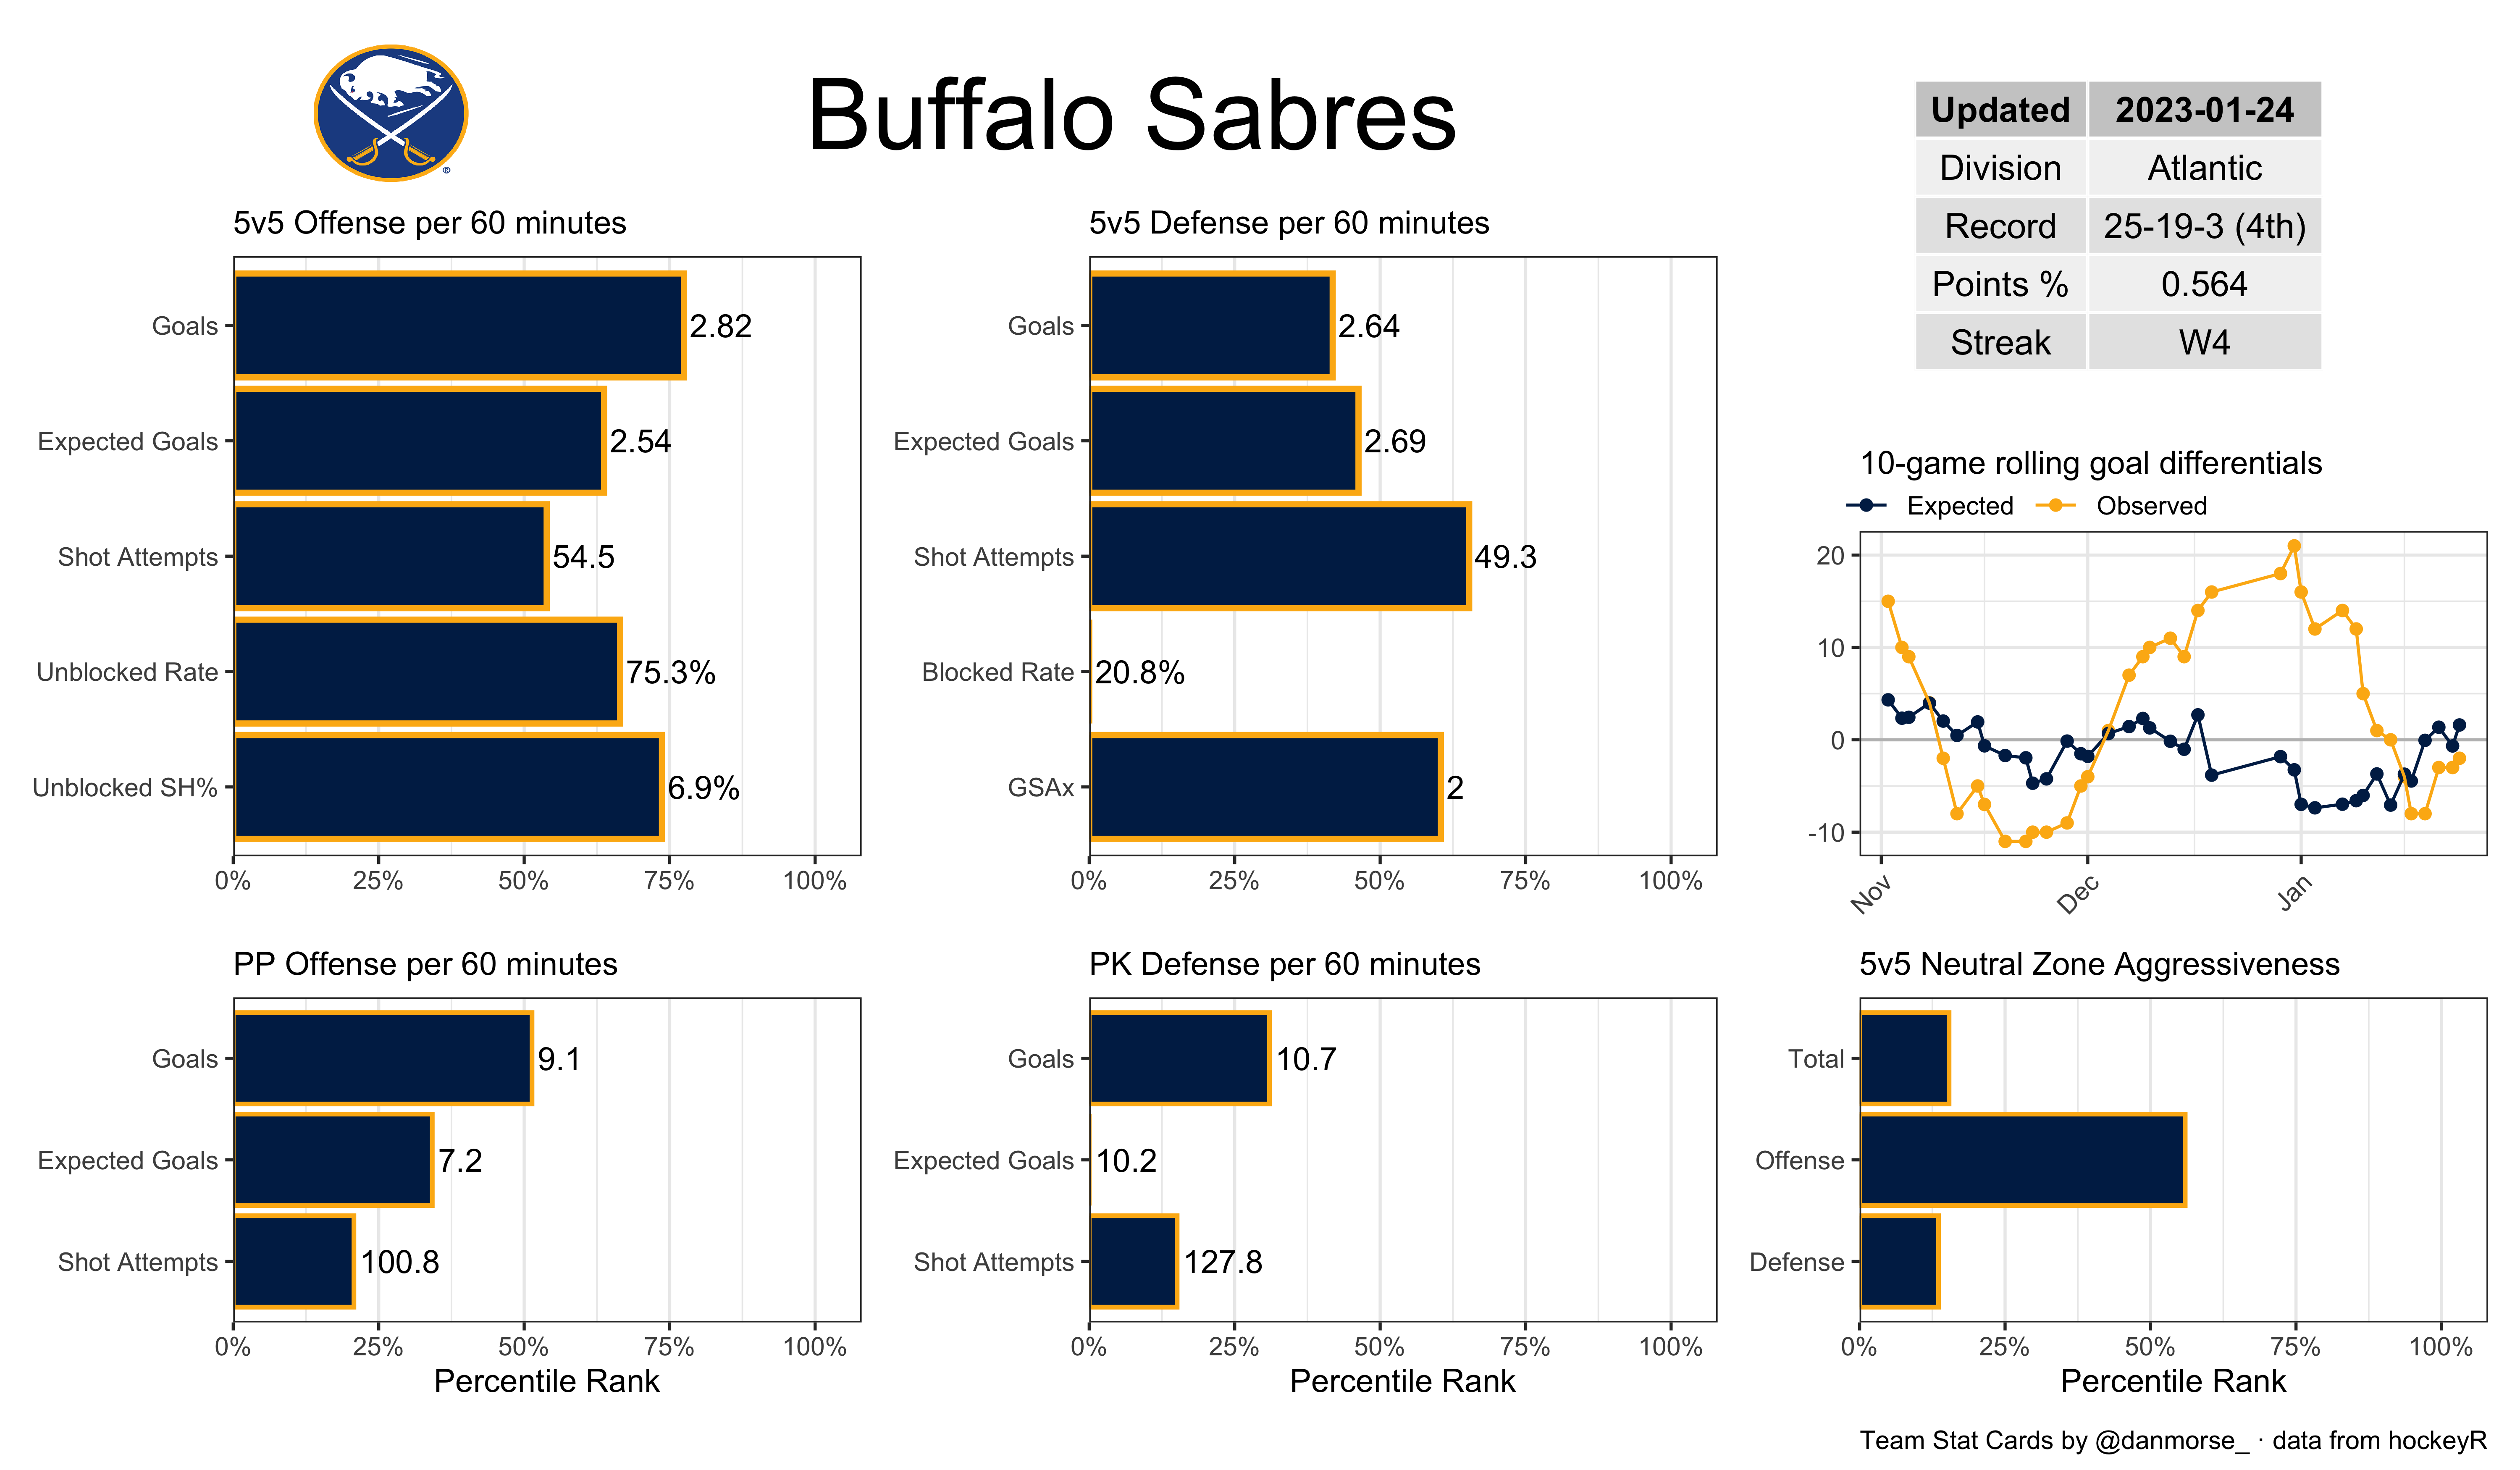 Buffalo Sabres
Updated 2023-01-24
Division Atlantic
Record 25-19-3 (4th)
Points % 0.564
Streak W4
5v5 Offense per 60 minutes
Goals 2.82
Expected Goals 2.54
Shot Attempts 54.5
Unblocked Rate 75.3%
Unblocked SH% 6.9%
0% 25% 50% 75% 100%
5v5 Defense per 60 minutes
Goals 2.64
Expected Goals 2.69
Shot Attempts 49.3
Blocked Rate 20.8%
GSAx 2
0% 25% 50% 75% 100%
10-game rolling goal differentials
Expected Observed
20
10
0
-10
Nov Dec Jan
PP Offense per 60 minutes
Goals 9.1
Expected Goals 7.2
Shot Attempts 100.8
0% 25% 50% 75% 100%
Percentile Rank
PK Defense per 60 minutes
Goals 10.7
Expected Goals 10.2
Shot Attempts 127.8
0% 25% 50% 75% 100%
Percentile Rank
5v5 Neutral Zone Aggressiveness
Total
Offense
Defense
0% 25% 50% 75% 100%
Percentile Rank
Team Stat Cards by @danmorse_ · data from hockeyR